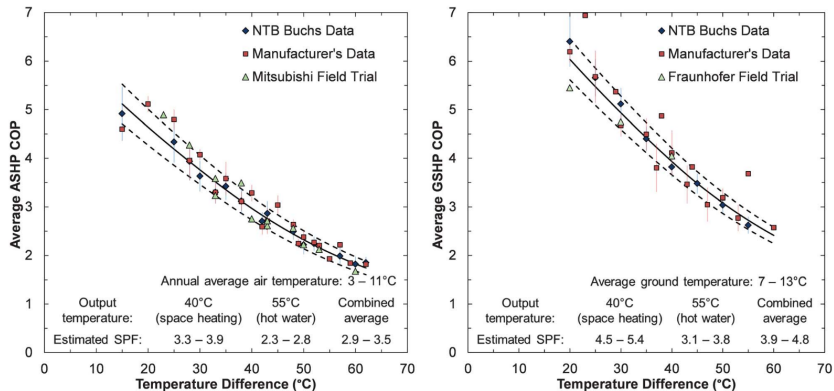 7
6
5
4
3
2
1
0
Average ASHP COP
NTB Buchs Data
Manufacturer's Data
Mitsubishi Field Trial
Annual average air temperature: 3 – 11°C
Output temperature: 40°C (space heating) 55°C (hot water) Combined average
Estimated SPF: 3.3 – 3.9 2.3 – 2.8 2.9 – 3.5
0 10 20 30 40 50 60 70
Temperature Difference (°C)
7
6
5
4
3
2
1
0
Average GSHP COP
NTB Buchs Data
Manufacturer's Data
Fraunhofer Field Trial
Average ground temperature: 7 – 13°C
Output temperature: 40°C (space heating) 55°C (hot water) Combined average
Estimated SPF: 4.5 – 5.4 3.1 – 3.8 3.9 – 4.8
0 10 20 30 40 50 60 70
Temperature Difference (°C)